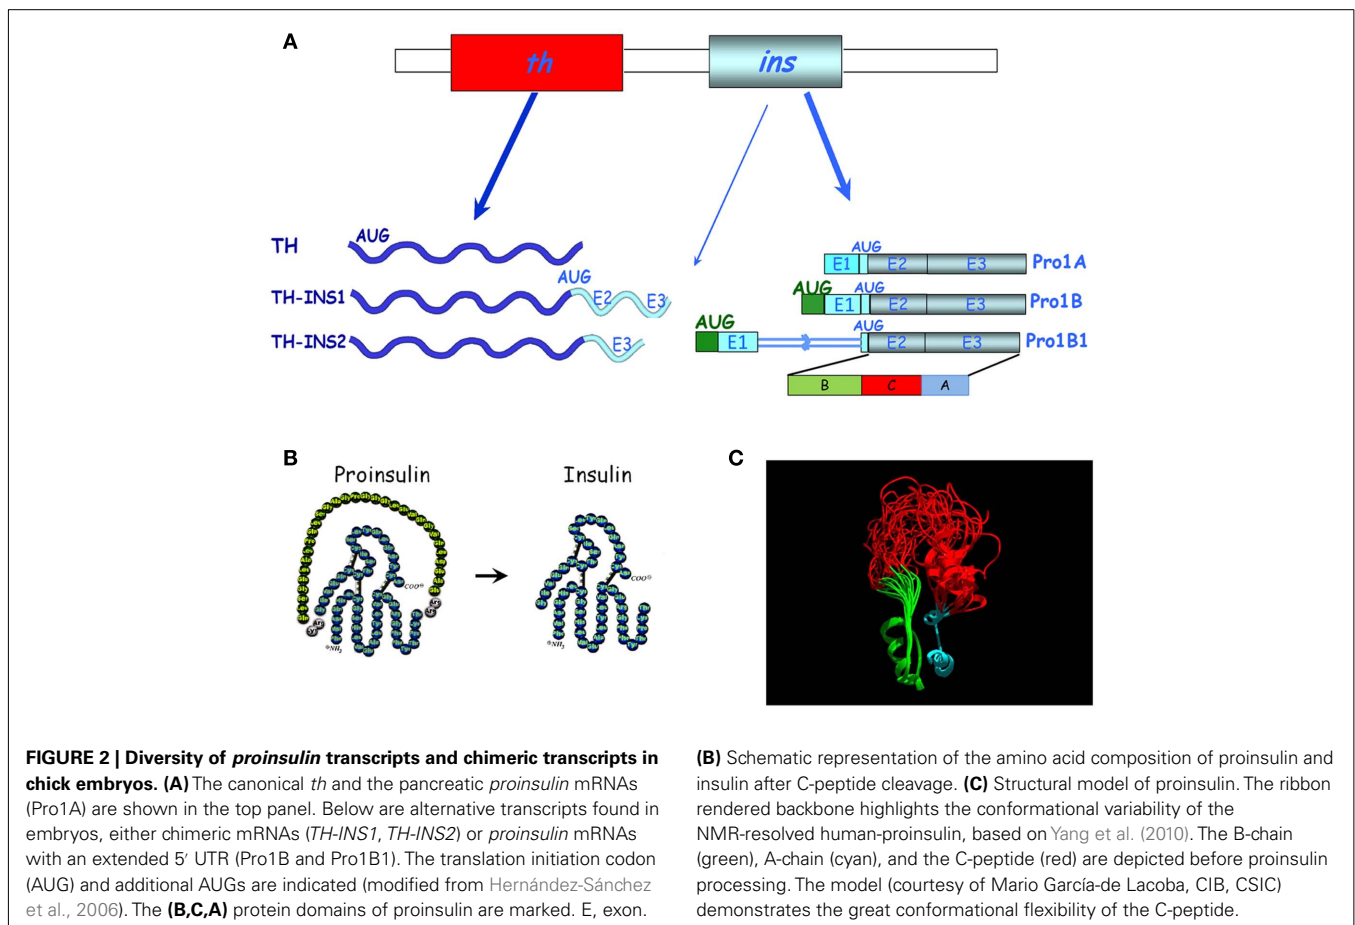 A
th
ins
TH
AUG
TH-INS1
AUG
E2
E3
TH-INS2
E3
AUG
E1
E2
E3
Pro1A
AUG
E1
E2
E3
Pro1B
AUG
E1
AUG
E2
E3
Pro1B1
B
C
A
B
Proinsulin
Insulin
COO⊖
⊕NH3
COO⊖
⊕NH3
C
FIGURE 2 | Diversity of proinsulin transcripts and chimeric transcripts in
chick embryos. (A) The canonical th and the pancreatic proinsulin mRNAs
(Pro1A) are shown in the top panel. Below are alternative transcripts found in
embryos, either chimeric mRNAs (TH-INS1, TH-INS2) or proinsulin mRNAs
with an extended 5′ UTR (Pro1B and Pro1B1). The translation initiation codon
(AUG) and additional AUGs are indicated (modified from Hernández-Sánchez
et al., 2006). The (B,C,A) protein domains of proinsulin are marked. E, exon.
(B) Schematic representation of the amino acid composition of proinsulin and
insulin after C-peptide cleavage. (C) Structural model of proinsulin. The ribbon
rendered backbone highlights the conformational variability of the
NMR-resolved human-proinsulin, based on Yang et al. (2010). The B-chain
(green), A-chain (cyan), and the C-peptide (red) are depicted before proinsulin
processing. The model (courtesy of Mario García-de Lacoba, CIB, CSIC)
demonstrates the great conformational flexibility of the C-peptide.